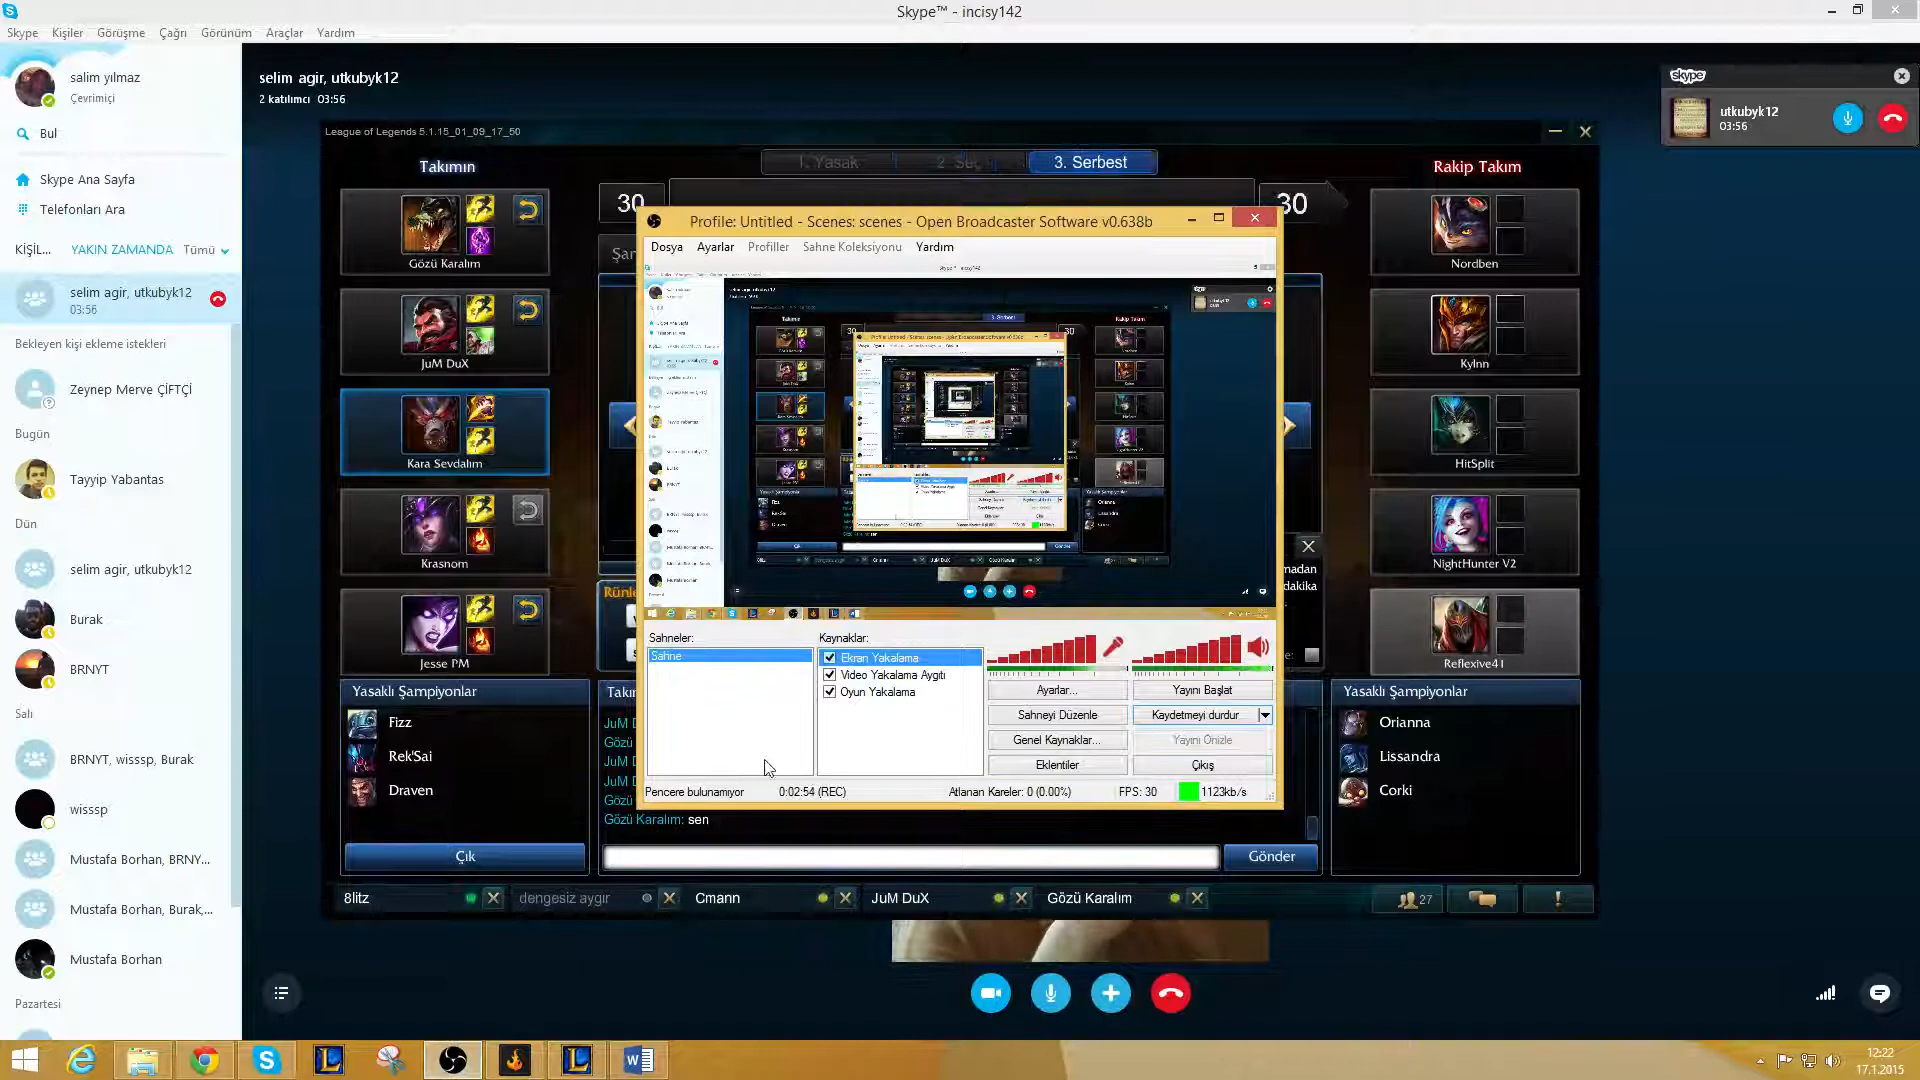 Skype™ - incisy142
Skype Kişiler Görüşme Çağrı Görünüm Araçlar Yardım
salim yılmaz
Çevrimiçi
Bul
Skype Ana Sayfa
Telefonları Ara
KİŞİL... YAKIN ZAMANDA Tümü
selim agir, utkubyk12
03:56
Bekleyen kişi ekleme istekleri
Zeynep Merve ÇİFTÇİ
Bugün
Tayyip Yabantas
Dün
selim agir, utkubyk12
Burak
BRNYT
Salı
BRNYT, wisssp, Burak
wisssp
Mustafa Borhan, BRNY...
Mustafa Borhan, Burak,...
Mustafa Borhan
Pazartesi
selim agir, utkubyk12
2 katılımcı 03:56
skype
utkubyk12
03:56
League of Legends 5.1.15_01_09_17_50
Takımın
1. Yasak
3. Serbest
Rakip Takım
30
30
Gözü Karalım
JuM DuX
Kara Sevdalım
Krasnom
Jesse PM
Nordben
Kylnn
HitSplit
NightHunter V2
Reflexive41
Profile: Untitled - Scenes: scenes - Open Broadcaster Software v0.638b
Dosya Ayarlar Profiller Sahne Koleksiyonu Yardım
Sahneler:
Sahne
Kaynaklar:
Ekran Yakalama
Video Yakalama Aygıtı
Oyun Yakalama
Ayarlar...
Yayını Başlat
Sahneyi Düzenle
Kaydetmeyi durdur
Genel Kaynaklar...
Yayını Önizle
Eklentiler
Çıkış
Pencere bulunamıyor 0:02:54 (REC) Atlanan Kareler: 0 (0.00%) FPS: 30 1123kb/s
Yasaklı Şampiyonlar
Fizz
Rek'Sai
Draven
Çık
Gözü Karalım: sen
Gönder
Yasaklı Şampiyonlar
Orianna
Lissandra
Corki
8litz
dengesiz aygır
Cmann
JuM DuX
Gözü Karalım
27
12:22
17.1.2015